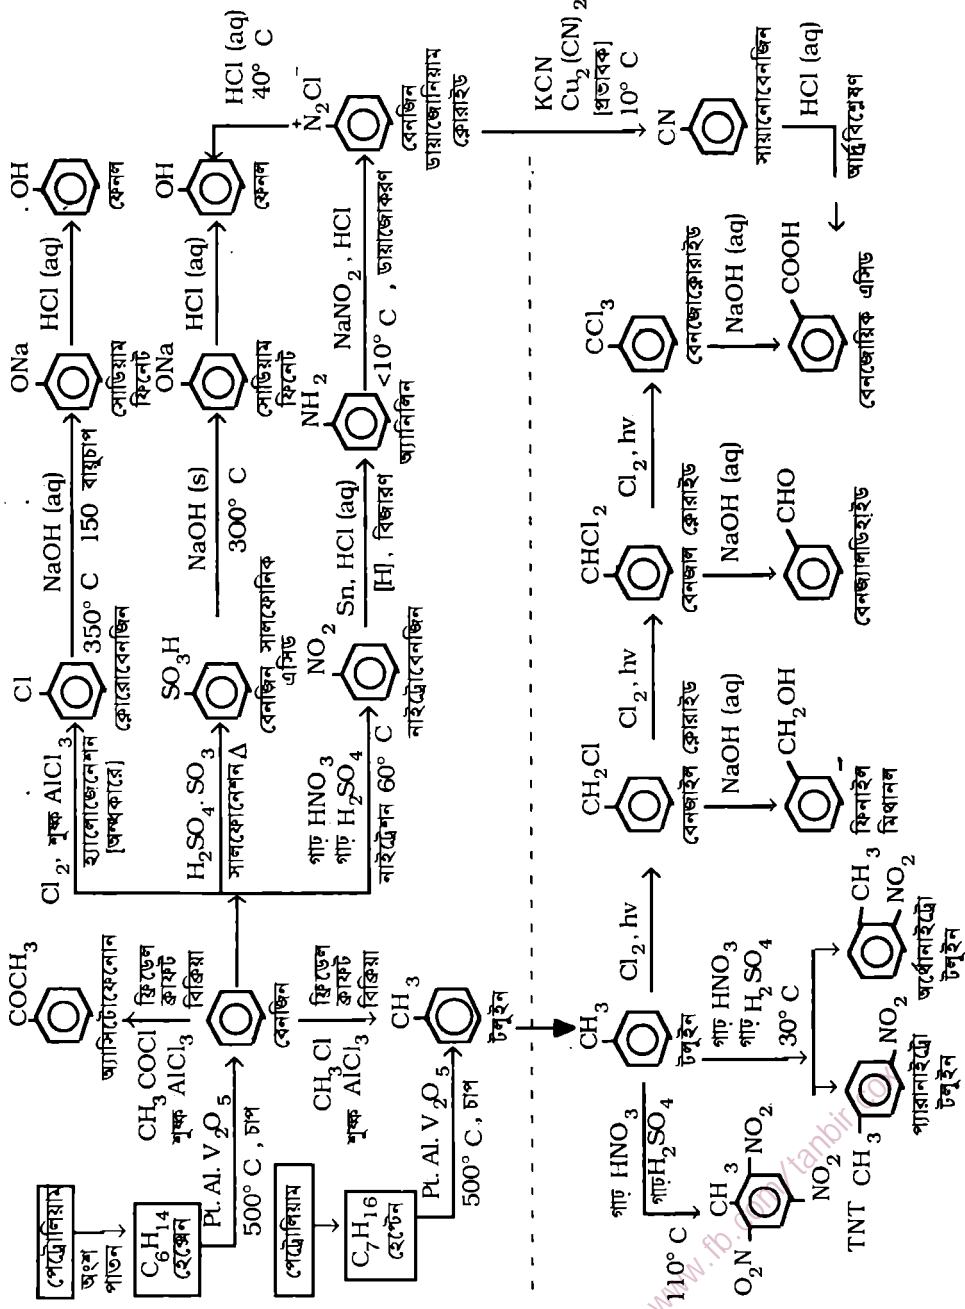 পেট্রোলিয়াম
অংশ
পাতন
C6H14
হেক্সেন
Pt. Al. V2O5
500° C , চাপ
COCH3
অ্যাসিটোফেনোন
CH3COCl
শুষ্ক AlCl3
ফ্রিডেল
ক্রাফট
বিক্রিয়া
বেনজিন
CH3Cl
শুষ্ক AlCl3
ফ্রিডেল
ক্রাফট
বিক্রিয়া
পেট্রোলিয়াম
C7H16
হেপ্টেন
Pt. Al. V2O5
500° C , চাপ
CH3
টলুইন
Cl2, শুষ্ক AlCl3
হ্যালোজেনেশন
[অন্ধকারে]
Cl
ক্লোরোবেনজিন
NaOH (aq)
350° C 150 বায়ুচাপ
ONa
সোডিয়াম
ফিনেট
HCl (aq)
OH
ফেনল
H2SO4. SO3
সালফোনেশন Δ
SO3H
বেনজিন সালফোনিক
এসিড
NaOH (s)
300° C
ONa
সোডিয়াম
ফিনেট
HCl (aq)
OH
ফেনল
HCl (aq)
40° C
গাঢ় HNO3
গাঢ় H2SO4
নাইট্রেশন 60° C
NO2
নাইট্রোবেনজিন
Sn, HCl (aq)
[H], বিজারণ
NH2
অ্যানিলিন
NaNO2, HCl
<10° C , ডায়াজোকরণ
N2+Cl-
বেনজিন
ডায়াজোনিয়াম
ক্লোরাইড
KCN
Cu2(CN)2
[প্রভাবক]
10° C
CN
সায়ানোবেনজিন
HCl (aq)
আর্দ্রবিশ্লেষণ
CH3
টলুইন
Cl2, hv
CH2Cl
বেনজাইল ক্লোরাইড
Cl2, hv
CHCl2
বেনজাল ক্লোরাইড
Cl2, hv
CCl3
বেনজোক্লোরাইড
NaOH (aq)
CH2OH
ফিনাইল
মিথানল
NaOH (aq)
CHO
বেনজ্যালডিহাইড
NaOH (aq)
COOH
বেনজোয়িক এসিড
গাঢ় HNO3
গাঢ়H2SO4
110° C
CH3
O2N
NO2
NO2
TNT
গাঢ় HNO3
গাঢ় H2SO4
30° C
CH3
NO2
প্যারানাইট্রো
টলুইন
CH3
NO2
অর্থোনাইট্রো
টলুইন